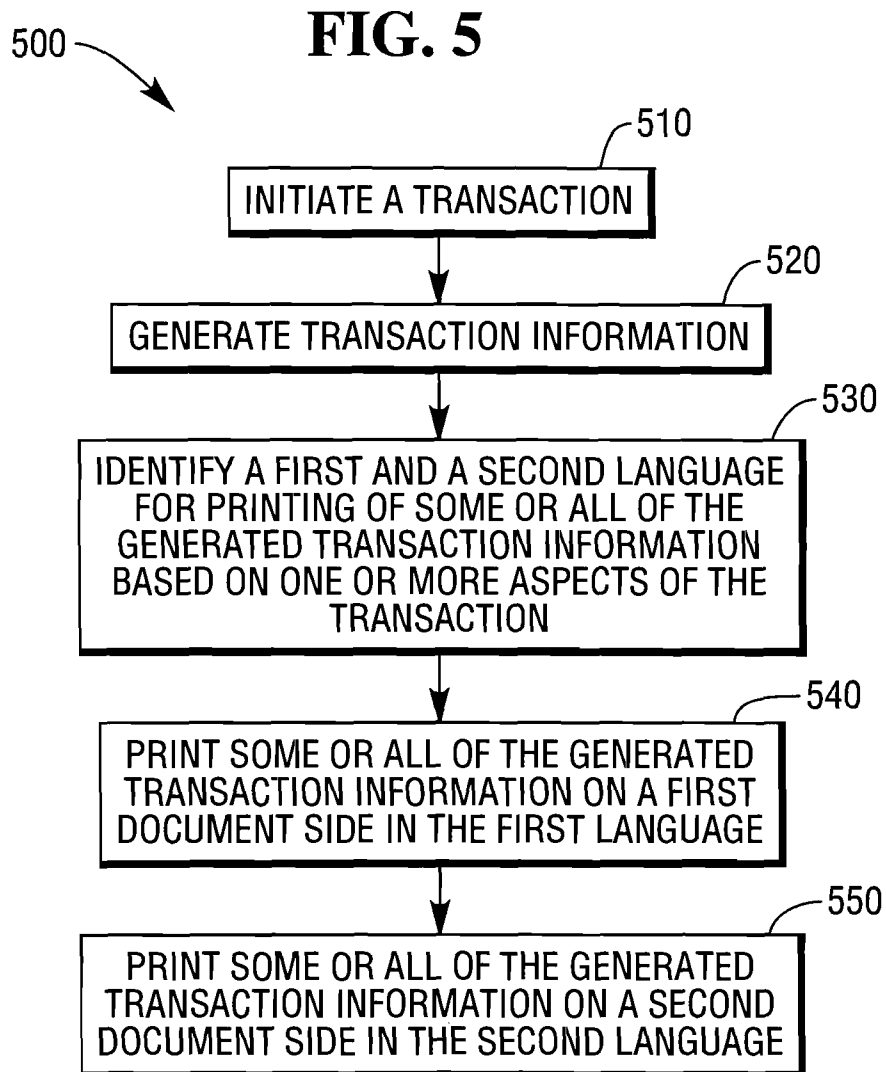 FIG. 5
500
510
INITIATE A TRANSACTION
520
GENERATE TRANSACTION INFORMATION
530
IDENTIFY A FIRST AND A SECOND LANGUAGE
FOR PRINTING OF SOME OR ALL OF THE
GENERATED TRANSACTION INFORMATION
BASED ON ONE OR MORE ASPECTS OF THE
TRANSACTION
540
PRINT SOME OR ALL OF THE GENERATED
TRANSACTION INFORMATION ON A FIRST
DOCUMENT SIDE IN THE FIRST LANGUAGE
550
PRINT SOME OR ALL OF THE GENERATED
TRANSACTION INFORMATION ON A SECOND
DOCUMENT SIDE IN THE SECOND LANGUAGE